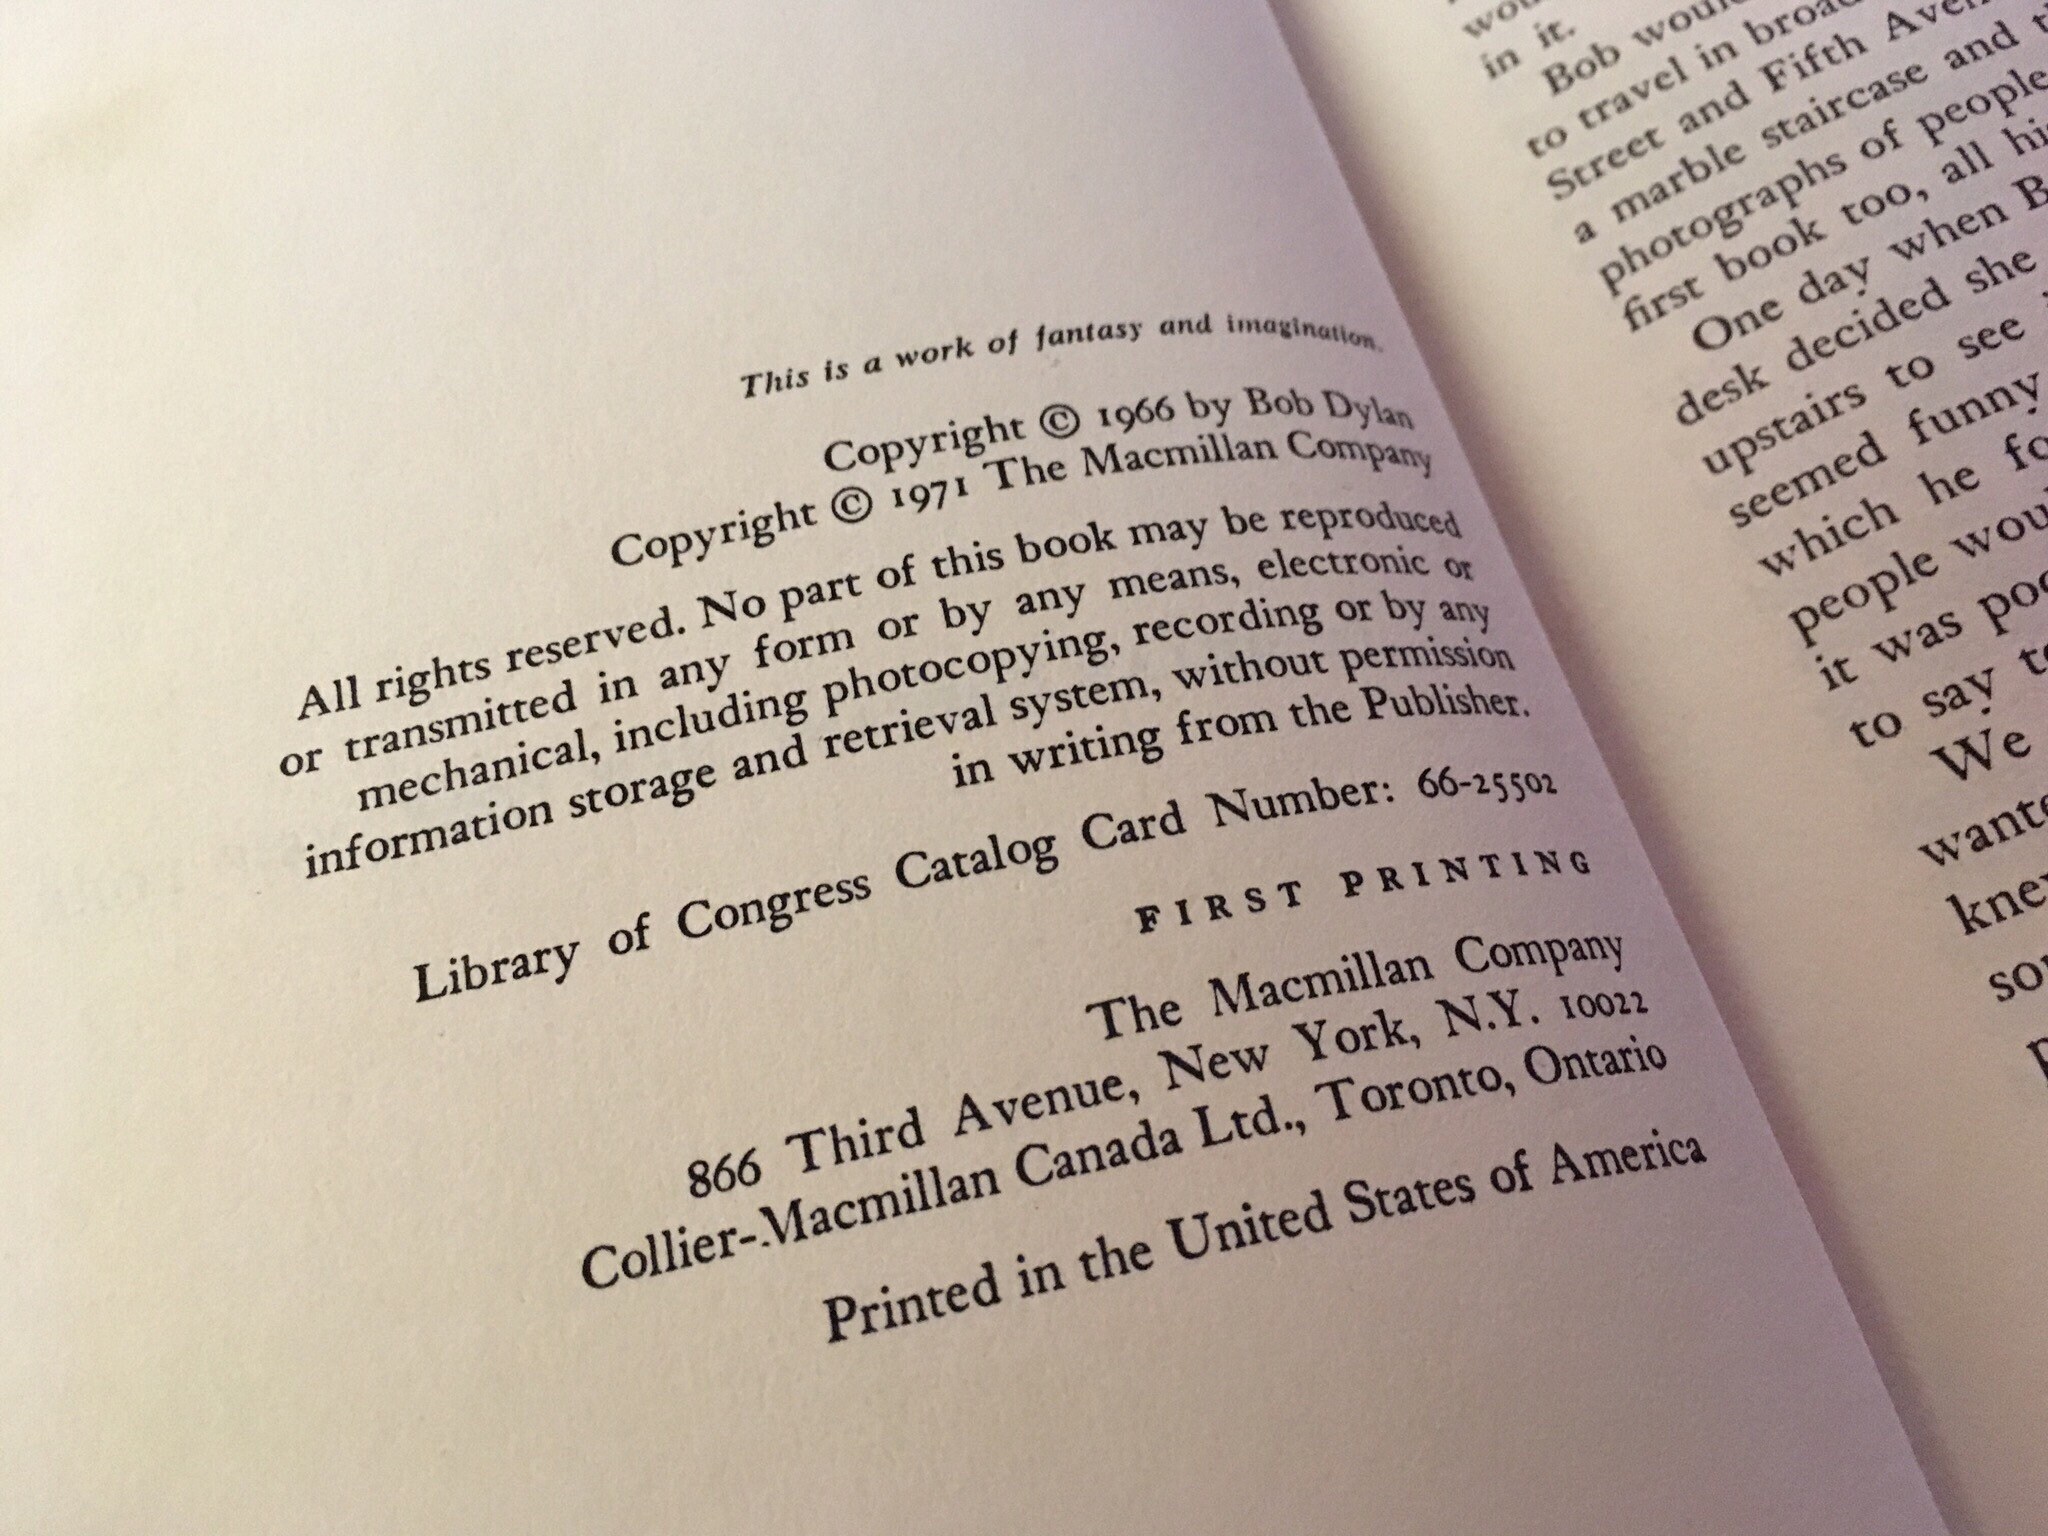 This is a work of fantasy and imagination.
Copyright © 1966 by Bob Dylan
Copyright © 1971 The Macmillan Company
All rights reserved. No part of this book may be reproduced
or transmitted in any form or by any means, electronic or
mechanical, including photocopying, recording or by any
information storage and retrieval system, without permission
in writing from the Publisher.
Library of Congress Catalog Card Number: 66-25502
FIRST PRINTING
The Macmillan Company
866 Third Avenue, New York, N.Y. 10022
Collier-Macmillan Canada Ltd., Toronto, Ontario
Printed in the United States of America
in it.
Bob would
to travel in broad
Street and Fifth
a marble staircase and
photographs of people
first book too, all
One day when
desk decided she
upstairs to see
seemed funny
which he
people
it was
to say
We